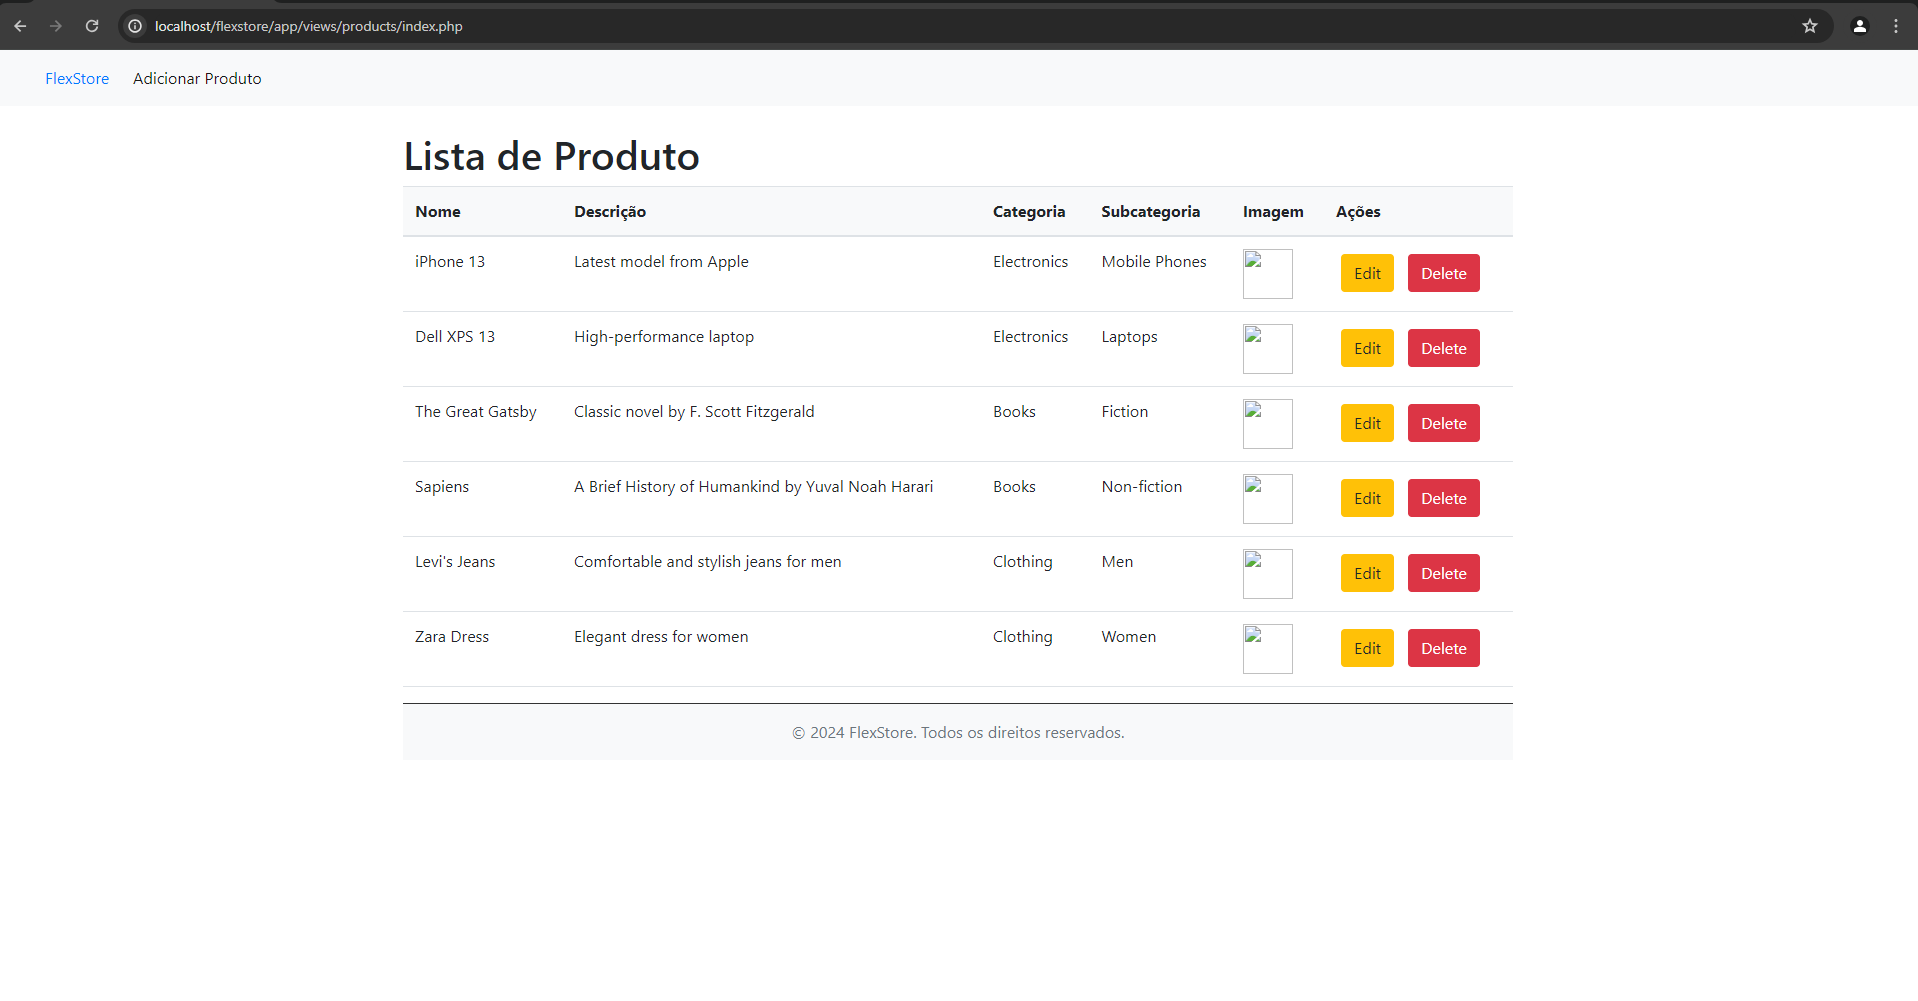 localhost/flexstore/app/views/products/index.php
FlexStore Adicionar Produto
Lista de Produto
Nome Descrição Categoria Subcategoria Imagem Ações
iPhone 13 Latest model from Apple Electronics Mobile Phones Edit Delete
Dell XPS 13 High-performance laptop Electronics Laptops Edit Delete
The Great Gatsby Classic novel by F. Scott Fitzgerald Books Fiction Edit Delete
Sapiens A Brief History of Humankind by Yuval Noah Harari Books Non-fiction Edit Delete
Levi's Jeans Comfortable and stylish jeans for men Clothing Men Edit Delete
Zara Dress Elegant dress for women Clothing Women Edit Delete
© 2024 FlexStore. Todos os direitos reservados.